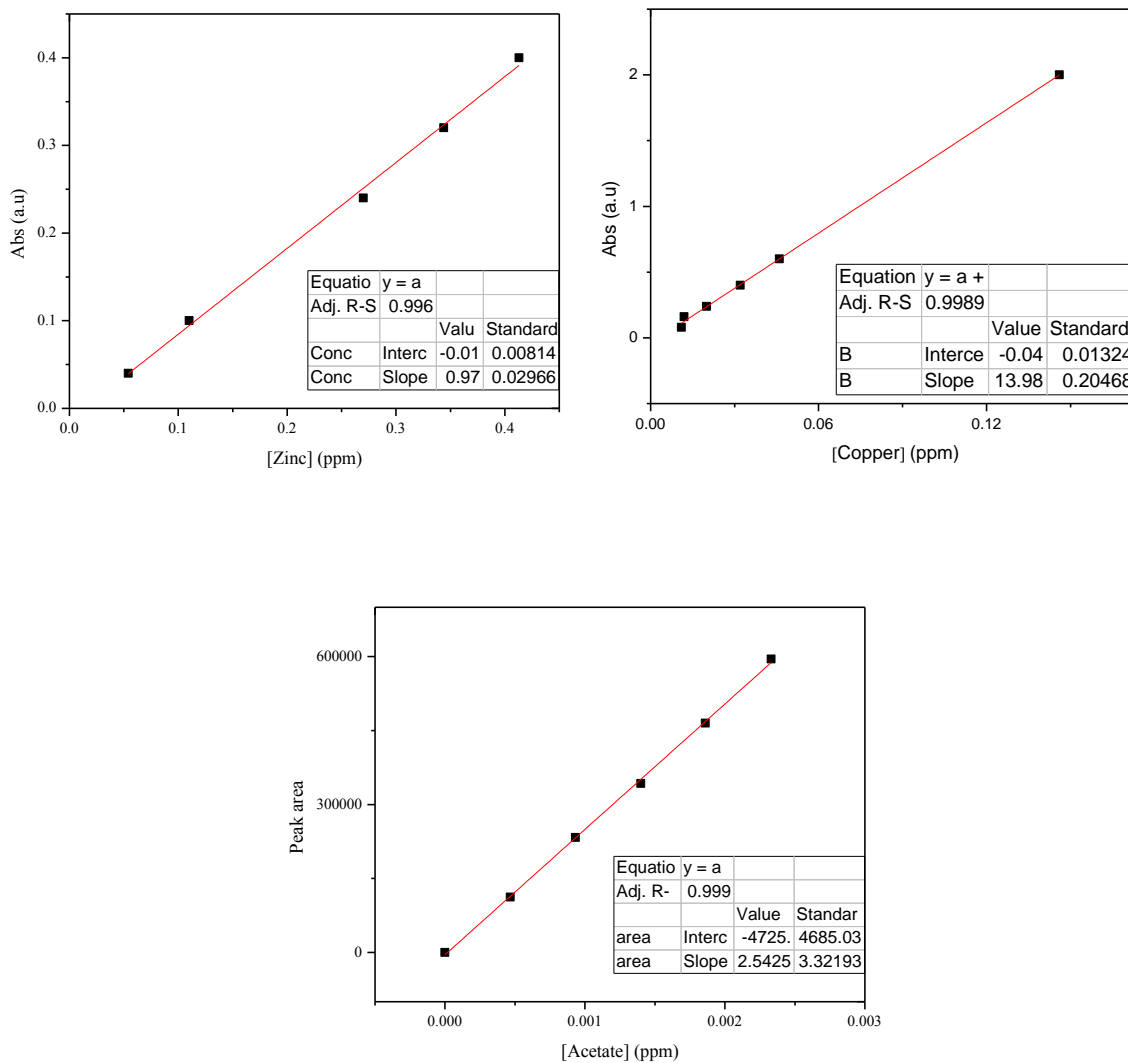 0.4
0.3
0.2
0.1
0.0
Abs (a.u)
0.0 0.1 0.2 0.3 0.4
[Zinc] (ppm)
Equatio y = a
Adj. R-S 0.996
Valu Standard
Conc Interc -0.01 0.00814
Conc Slope 0.97 0.02966
2
1
0
Abs (a.u)
0.00 0.06 0.12
[Copper] (ppm)
Equation y = a +
Adj. R-S 0.9989
Value Standard
B Interce -0.04 0.01324
B Slope 13.98 0.20468
600000
300000
0
Peak area
0.000 0.001 0.002 0.003
[Acetate] (ppm)
Equatio y = a
Adj. R- 0.999
Value Standar
area Interc -4725. 4685.03
area Slope 2.5425 3.32193